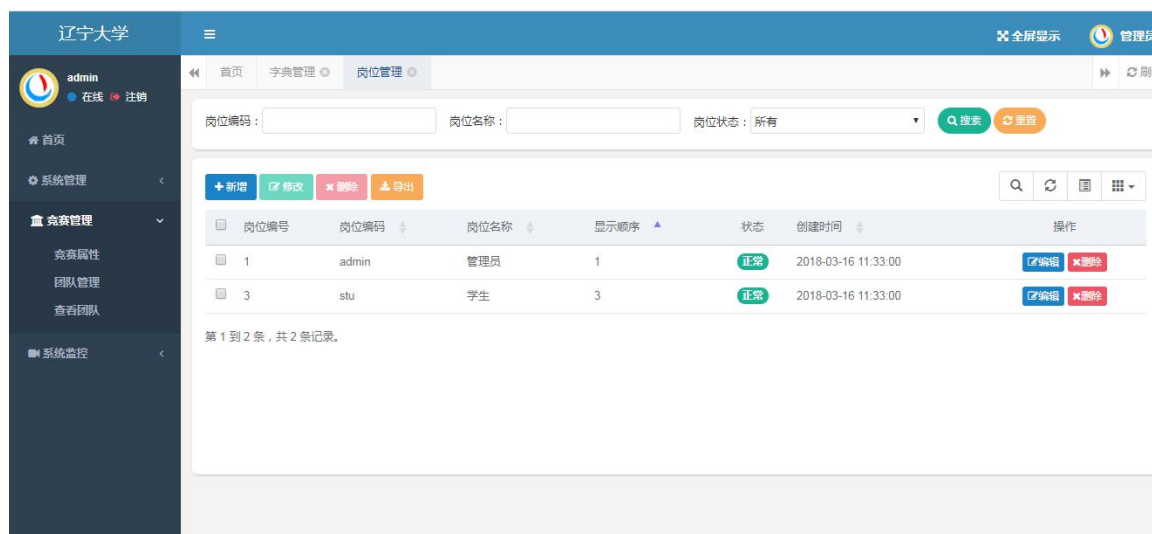 辽宁大学
全屏显示 管理员
admin
在线 注销
首页 字典管理 岗位管理 刷
首页
系统管理
竞赛管理
竞赛属性
团队管理
查看团队
系统监控
岗位编码： 岗位名称： 岗位状态：所有 搜索 重置
新增 修改 删除 导出
岗位编号 岗位编码 岗位名称 显示顺序 状态 创建时间 操作
1 admin 管理员 1 正常 2018-03-16 11:33:00 编辑 删除
3 stu 学生 3 正常 2018-03-16 11:33:00 编辑 删除
第 1 到 2 条，共 2 条记录。